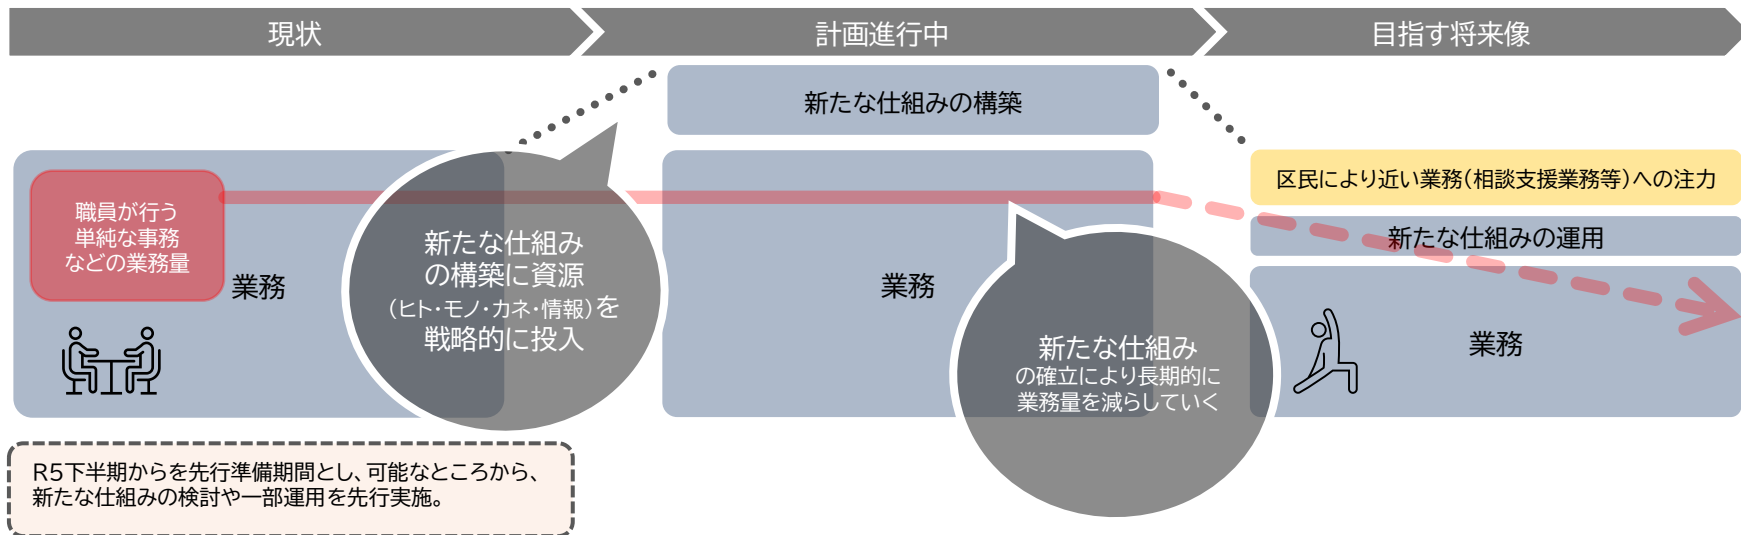 現状
計画進行中
目指す将来像
新たな仕組みの構築
職員が行う
単純な事務
などの業務量
業務
新たな仕組み
の構築に資源
（ヒト・モノ・カネ・情報）を
戦略的に投入
業務
新たな仕組み
の確立により長期的に
業務量を減らしていく
区民により近い業務（相談支援業務等）への注力
新たな仕組みの運用
業務
R5下半期からを先行準備期間とし、可能なところから、
新たな仕組みの検討や一部運用を先行実施。